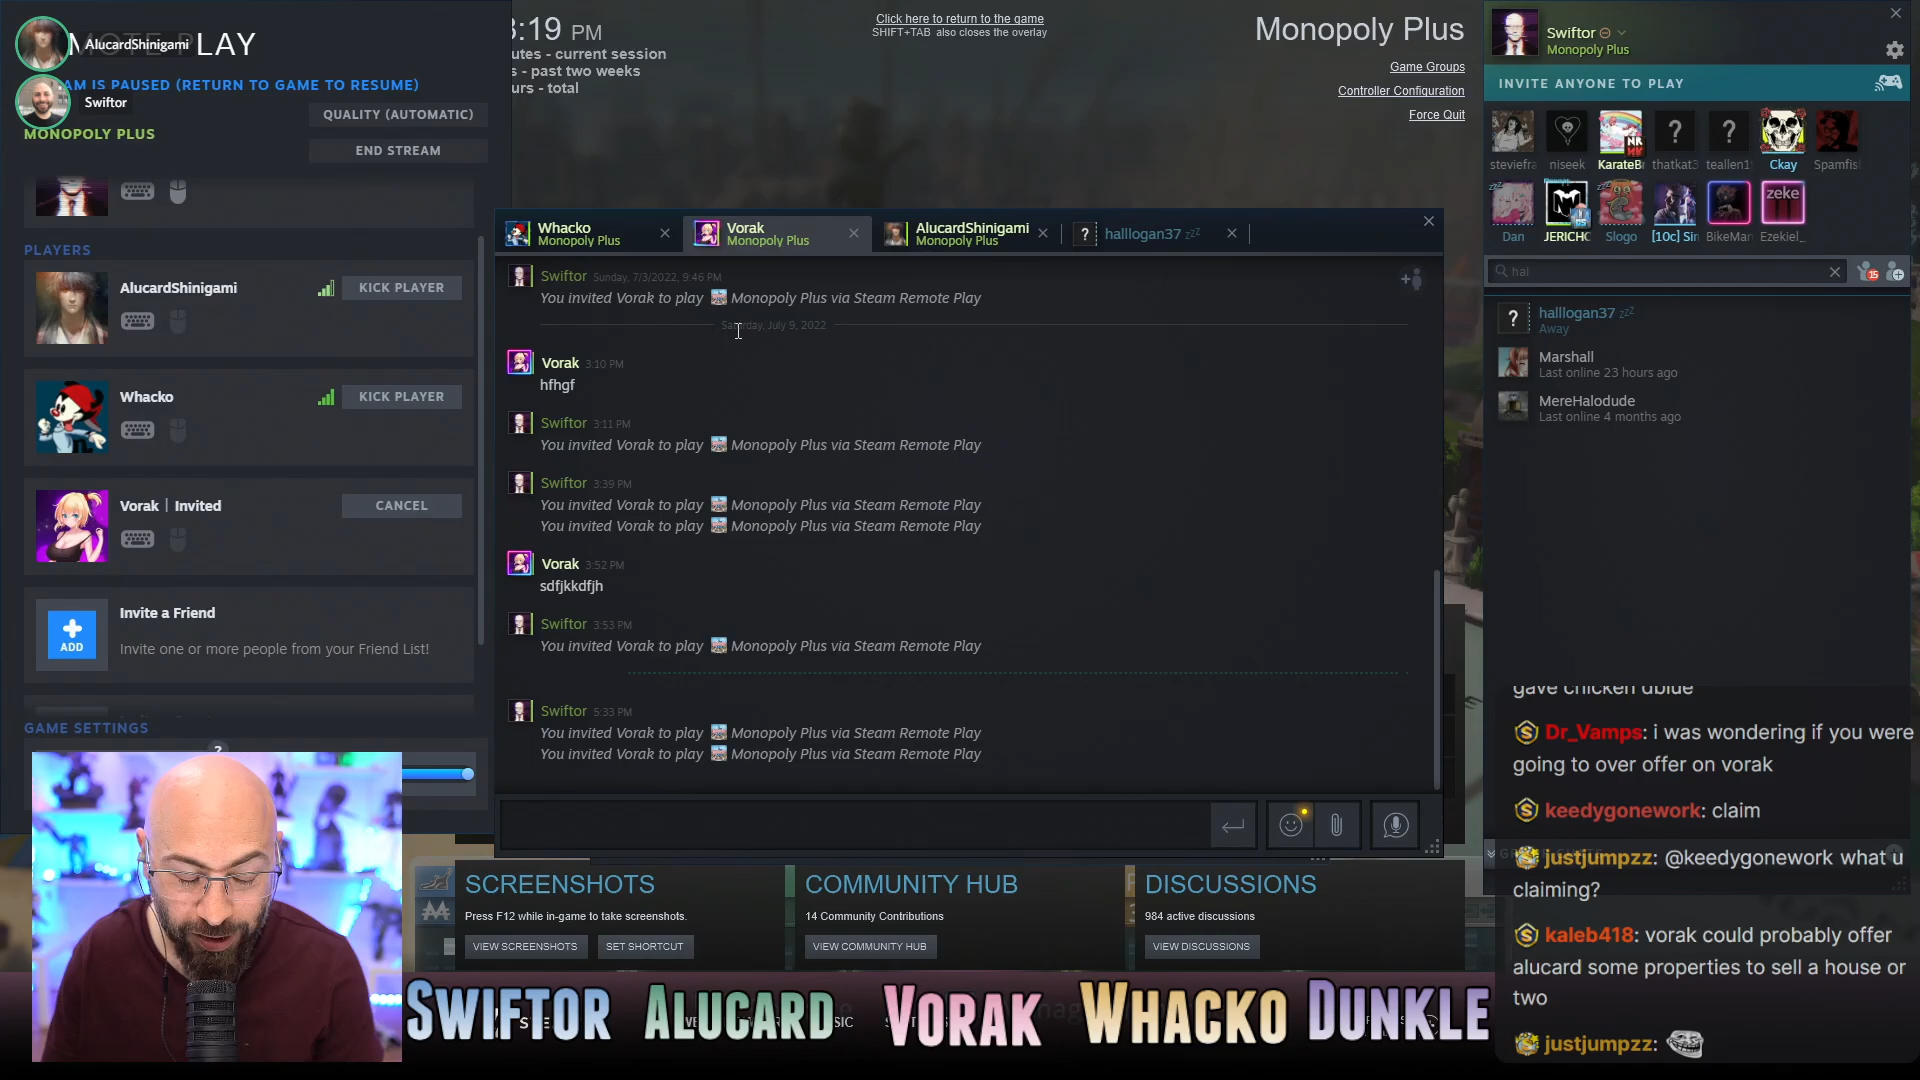 AlucardShinigami
PLAY
AM IS PAUSED (RETURN TO GAME TO RESUME)
Swiftor
QUALITY (AUTOMATIC)
MONOPOLY PLUS
END STREAM
PLAYERS
AlucardShinigami
KICK PLAYER
Whacko
KICK PLAYER
Vorak | Invited
CANCEL
Invite a Friend
ADD
Invite one or more people from your Friend List!
GAME SETTINGS
?
:19 PM
utes - current session
s - past two weeks
urs - total
Click here to return to the game
SHIFT+TAB also closes the overlay
Monopoly Plus
Game Groups
Controller Configuration
Force Quit
Whacko
Monopoly Plus
Vorak
Monopoly Plus
AlucardShinigami
Monopoly Plus
halllogan37 zzz
Swiftor Sunday, 7/3/2022, 9:46 PM
You invited Vorak to play Monopoly Plus via Steam Remote Play
Saturday, July 9, 2022
Vorak 3:10 PM
hfhgf
Swiftor 3:11 PM
You invited Vorak to play Monopoly Plus via Steam Remote Play
Swiftor 3:39 PM
You invited Vorak to play Monopoly Plus via Steam Remote Play
You invited Vorak to play Monopoly Plus via Steam Remote Play
Vorak 3:52 PM
sdfjkkdfjh
Swiftor 3:53 PM
You invited Vorak to play Monopoly Plus via Steam Remote Play
Swiftor 5:33 PM
You invited Vorak to play Monopoly Plus via Steam Remote Play
You invited Vorak to play Monopoly Plus via Steam Remote Play
SCREENSHOTS
Press F12 while in-game to take screenshots.
VIEW SCREENSHOTS
SET SHORTCUT
COMMUNITY HUB
14 Community Contributions
VIEW COMMUNITY HUB
DISCUSSIONS
984 active discussions
VIEW DISCUSSIONS
SWIFTOR ALUCARD VORAK WHACKO DUNKLE
Swiftor
Monopoly Plus
INVITE ANYONE TO PLAY
steviefra niseek KarateBr thatkat3 teallen1 Ckay Spamfis
zeke
Dan JERICHO Slogo [10c] Sir BikeMar Ezekiel_
hal
15
halllogan37 zzz
Away
Marshall
Last online 23 hours ago
MereHalodude
Last online 4 months ago
gave chicken dblue
Dr_Vamps: i was wondering if you were
going to over offer on vorak
keedygonework: claim
justjumpzz: @keedygonework what u
claiming?
kaleb418: vorak could probably offer
alucard some properties to sell a house or
two
justjumpzz: